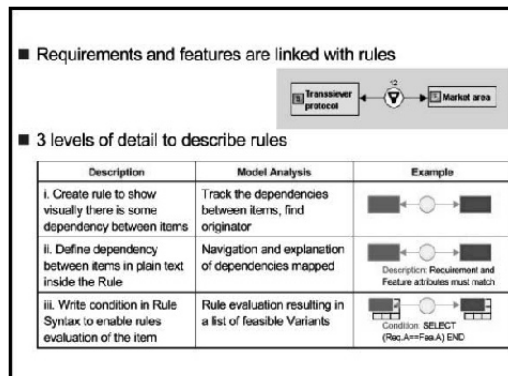 Requirements and features are linked with rules
Transsiever
protocol
Market area
3 levels of detail to describe rules
Description
Model Analysis
Example
i. Create rule to show
visually there is some
dependency between items
Track the dependencies
between items, find
originator
ii. Define dependency
between items in plain text
inside the Rule
Navigation and explanation
of dependencies mapped
Description: Requirement and
Feature attributes must match
iii. Write condition in Rule
Syntax to enable rules
evaluation of the item
Rule evaluation resulting in
a list of feasible Variants
Condition: SELECT
(Req.A==Fea.A) END